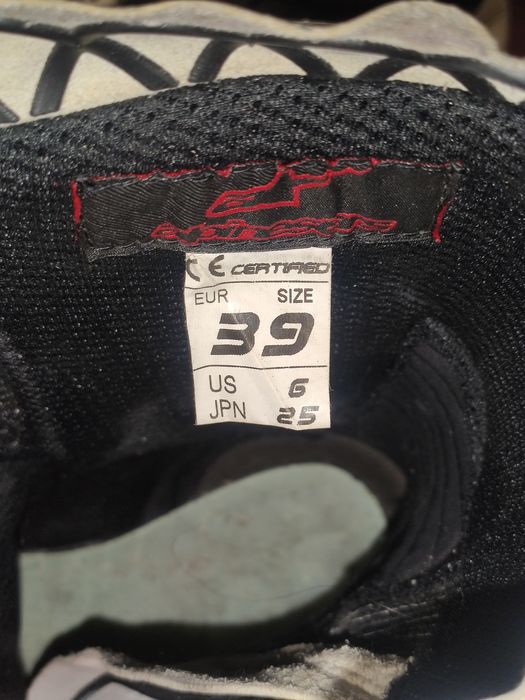 alpinestars
CE CERTIFIED
EUR SIZE
39
US 6
JPN 25